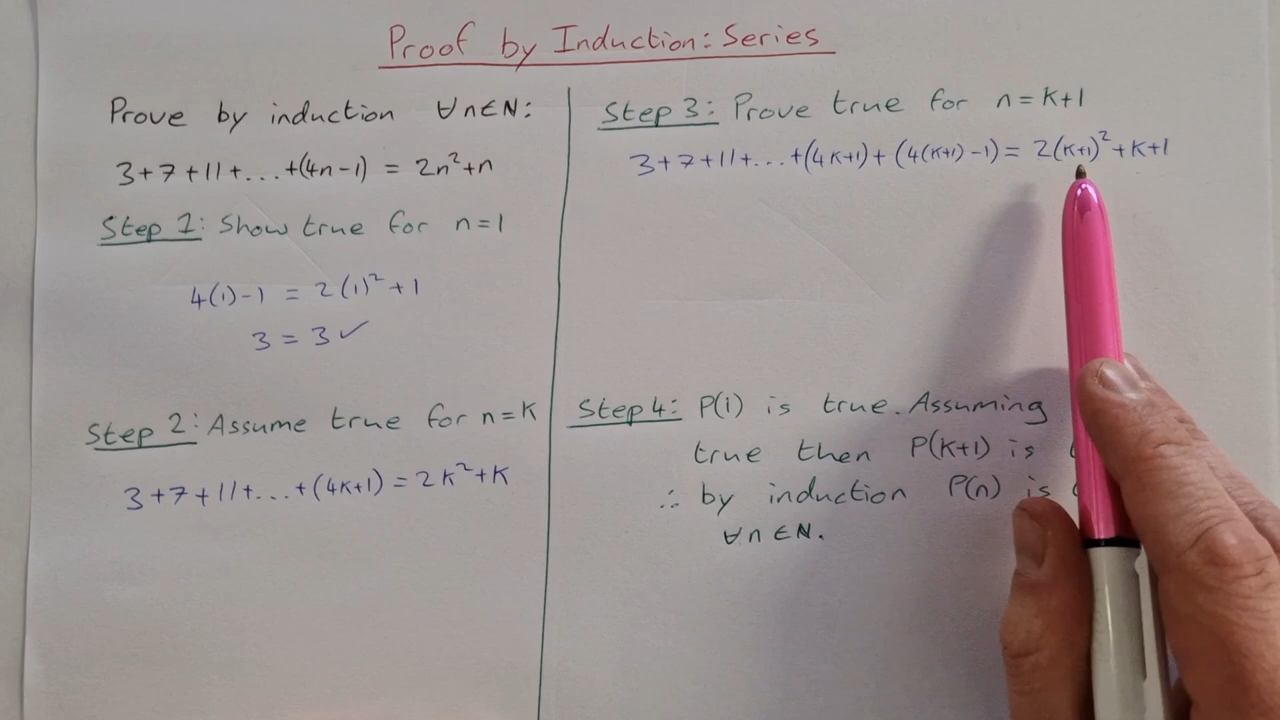 Proof by Induction: Series
Prove by induction ∀n∈N:
3+7+11+...+(4n-1) = 2n²+n
Step 1: Show true for n=1
4(1)-1 = 2(1)²+1
3 = 3 ✓
Step 2: Assume true for n=K
3+7+11+...+(4K+1) = 2K²+K
Step 3: Prove true for n=K+1
3+7+11+...+(4K+1)+(4(K+1)-1) = 2(K+1)²+K+1
Step 4: P(1) is true. Assuming
true then P(K+1) is
∴ by induction P(n) is
∀n∈N.